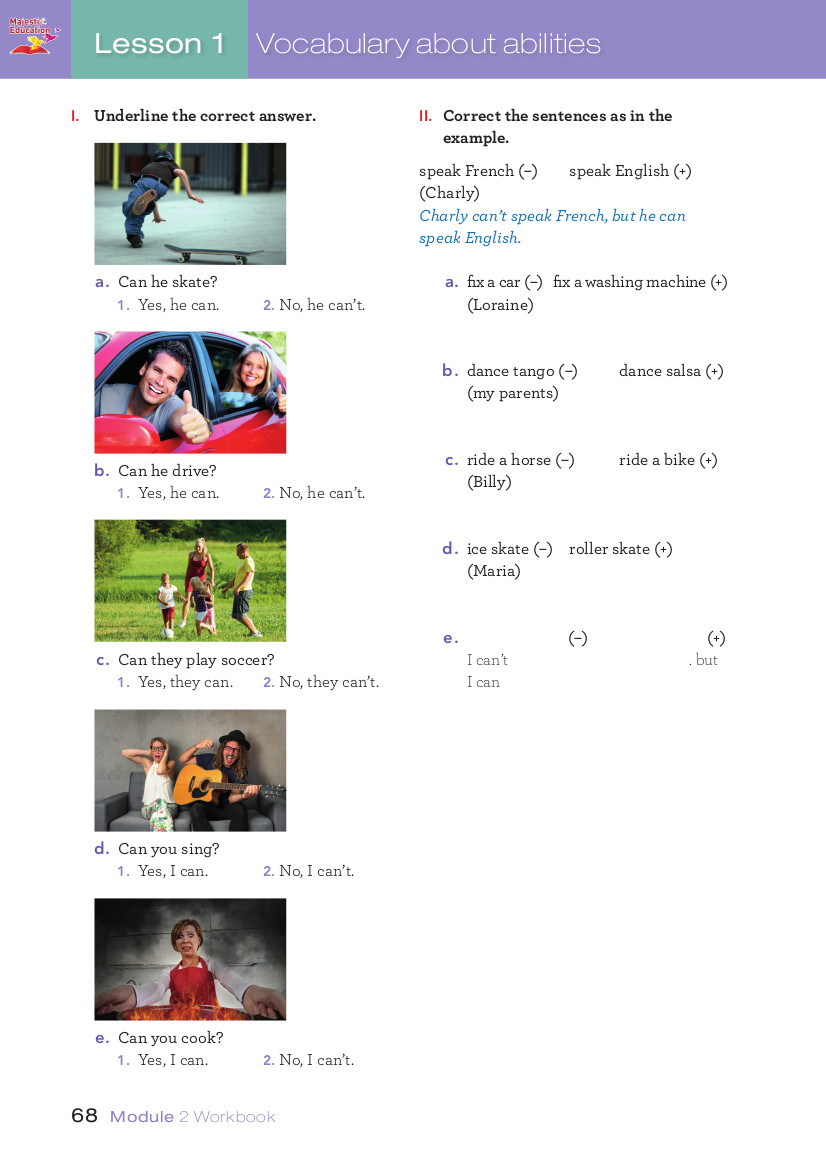 Majestic
Education
Lesson 1 Vocabulary about abilities
I. Underline the correct answer.
a. Can he skate?
1. Yes, he can. 2. No, he can't.
b. Can he drive?
1. Yes, he can. 2. No, he can't.
c. Can they play soccer?
1. Yes, they can. 2. No, they can't.
d. Can you sing?
1. Yes, I can. 2. No, I can't.
e. Can you cook?
1. Yes, I can. 2. No, I can't.
II. Correct the sentences as in the
example.
speak French (–) speak English (+)
(Charly)
Charly can't speak French, but he can
speak English.
a. fix a car (–) fix a washing machine (+)
(Loraine)
b. dance tango (–) dance salsa (+)
(my parents)
c. ride a horse (–) ride a bike (+)
(Billy)
d. ice skate (–) roller skate (+)
(Maria)
e. (–) (+)
I can't . but
I can
68 Module 2 Workbook